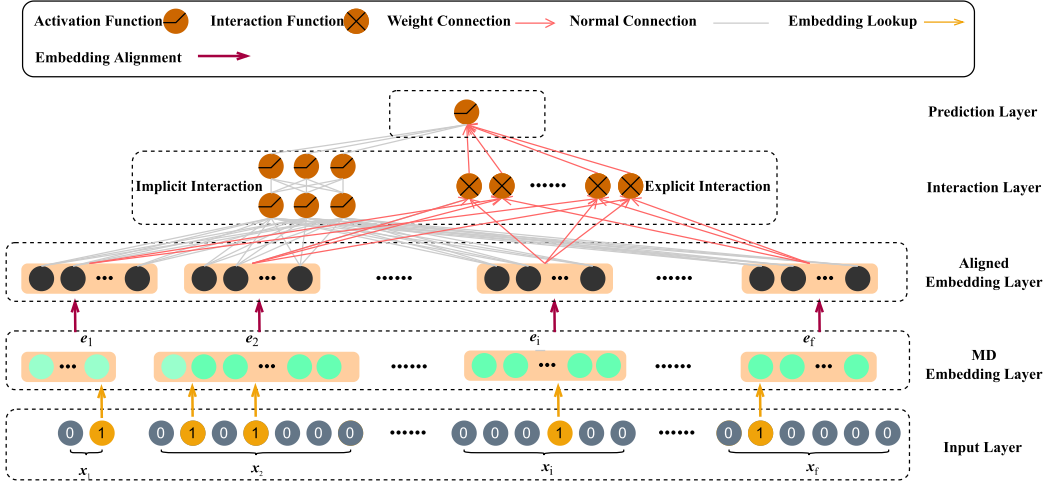 Activation Function Interaction Function Weight Connection Normal Connection Embedding Lookup
Embedding Alignment
Prediction Layer
Implicit Interaction Explicit Interaction Interaction Layer
••• ••• •••••• ••• •••••• ••• Aligned
Embedding Layer
e1 e2 ei ef
••• ••• •••••• ••• •••••• ••• MD
Embedding Layer
0 1 0 1 0 1 0 0 0 •••••• 0 0 0 1 0 0 •••••• 0 1 0 0 0 0 Input Layer
x1 x2 xi xf